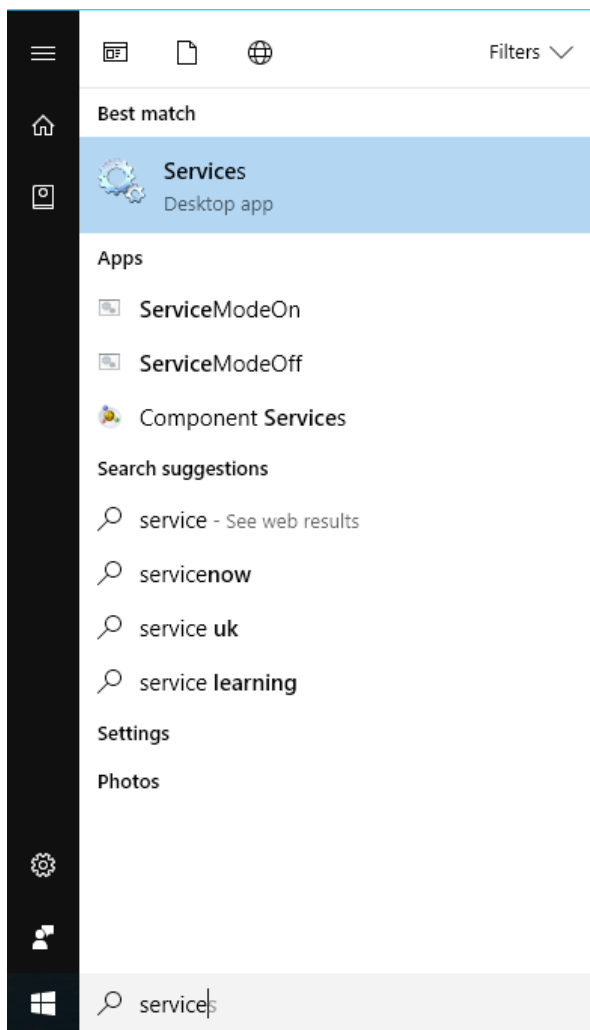 Filters
Best match
Services
Desktop app
Apps
ServiceModeOn
ServiceModeOff
Component Services
Search suggestions
service - See web results
servicenow
service uk
service learning
Settings
Photos
services